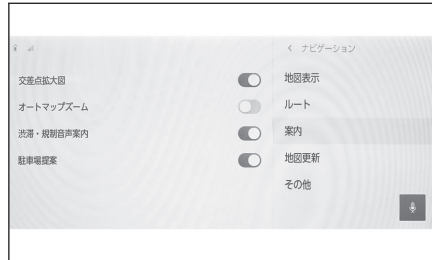 交差点拡大図
オートマップズーム
渋滞・規制音声案内
駐車場提案
< ナビゲーション
地図表示
ルート
案内
地図更新
その他